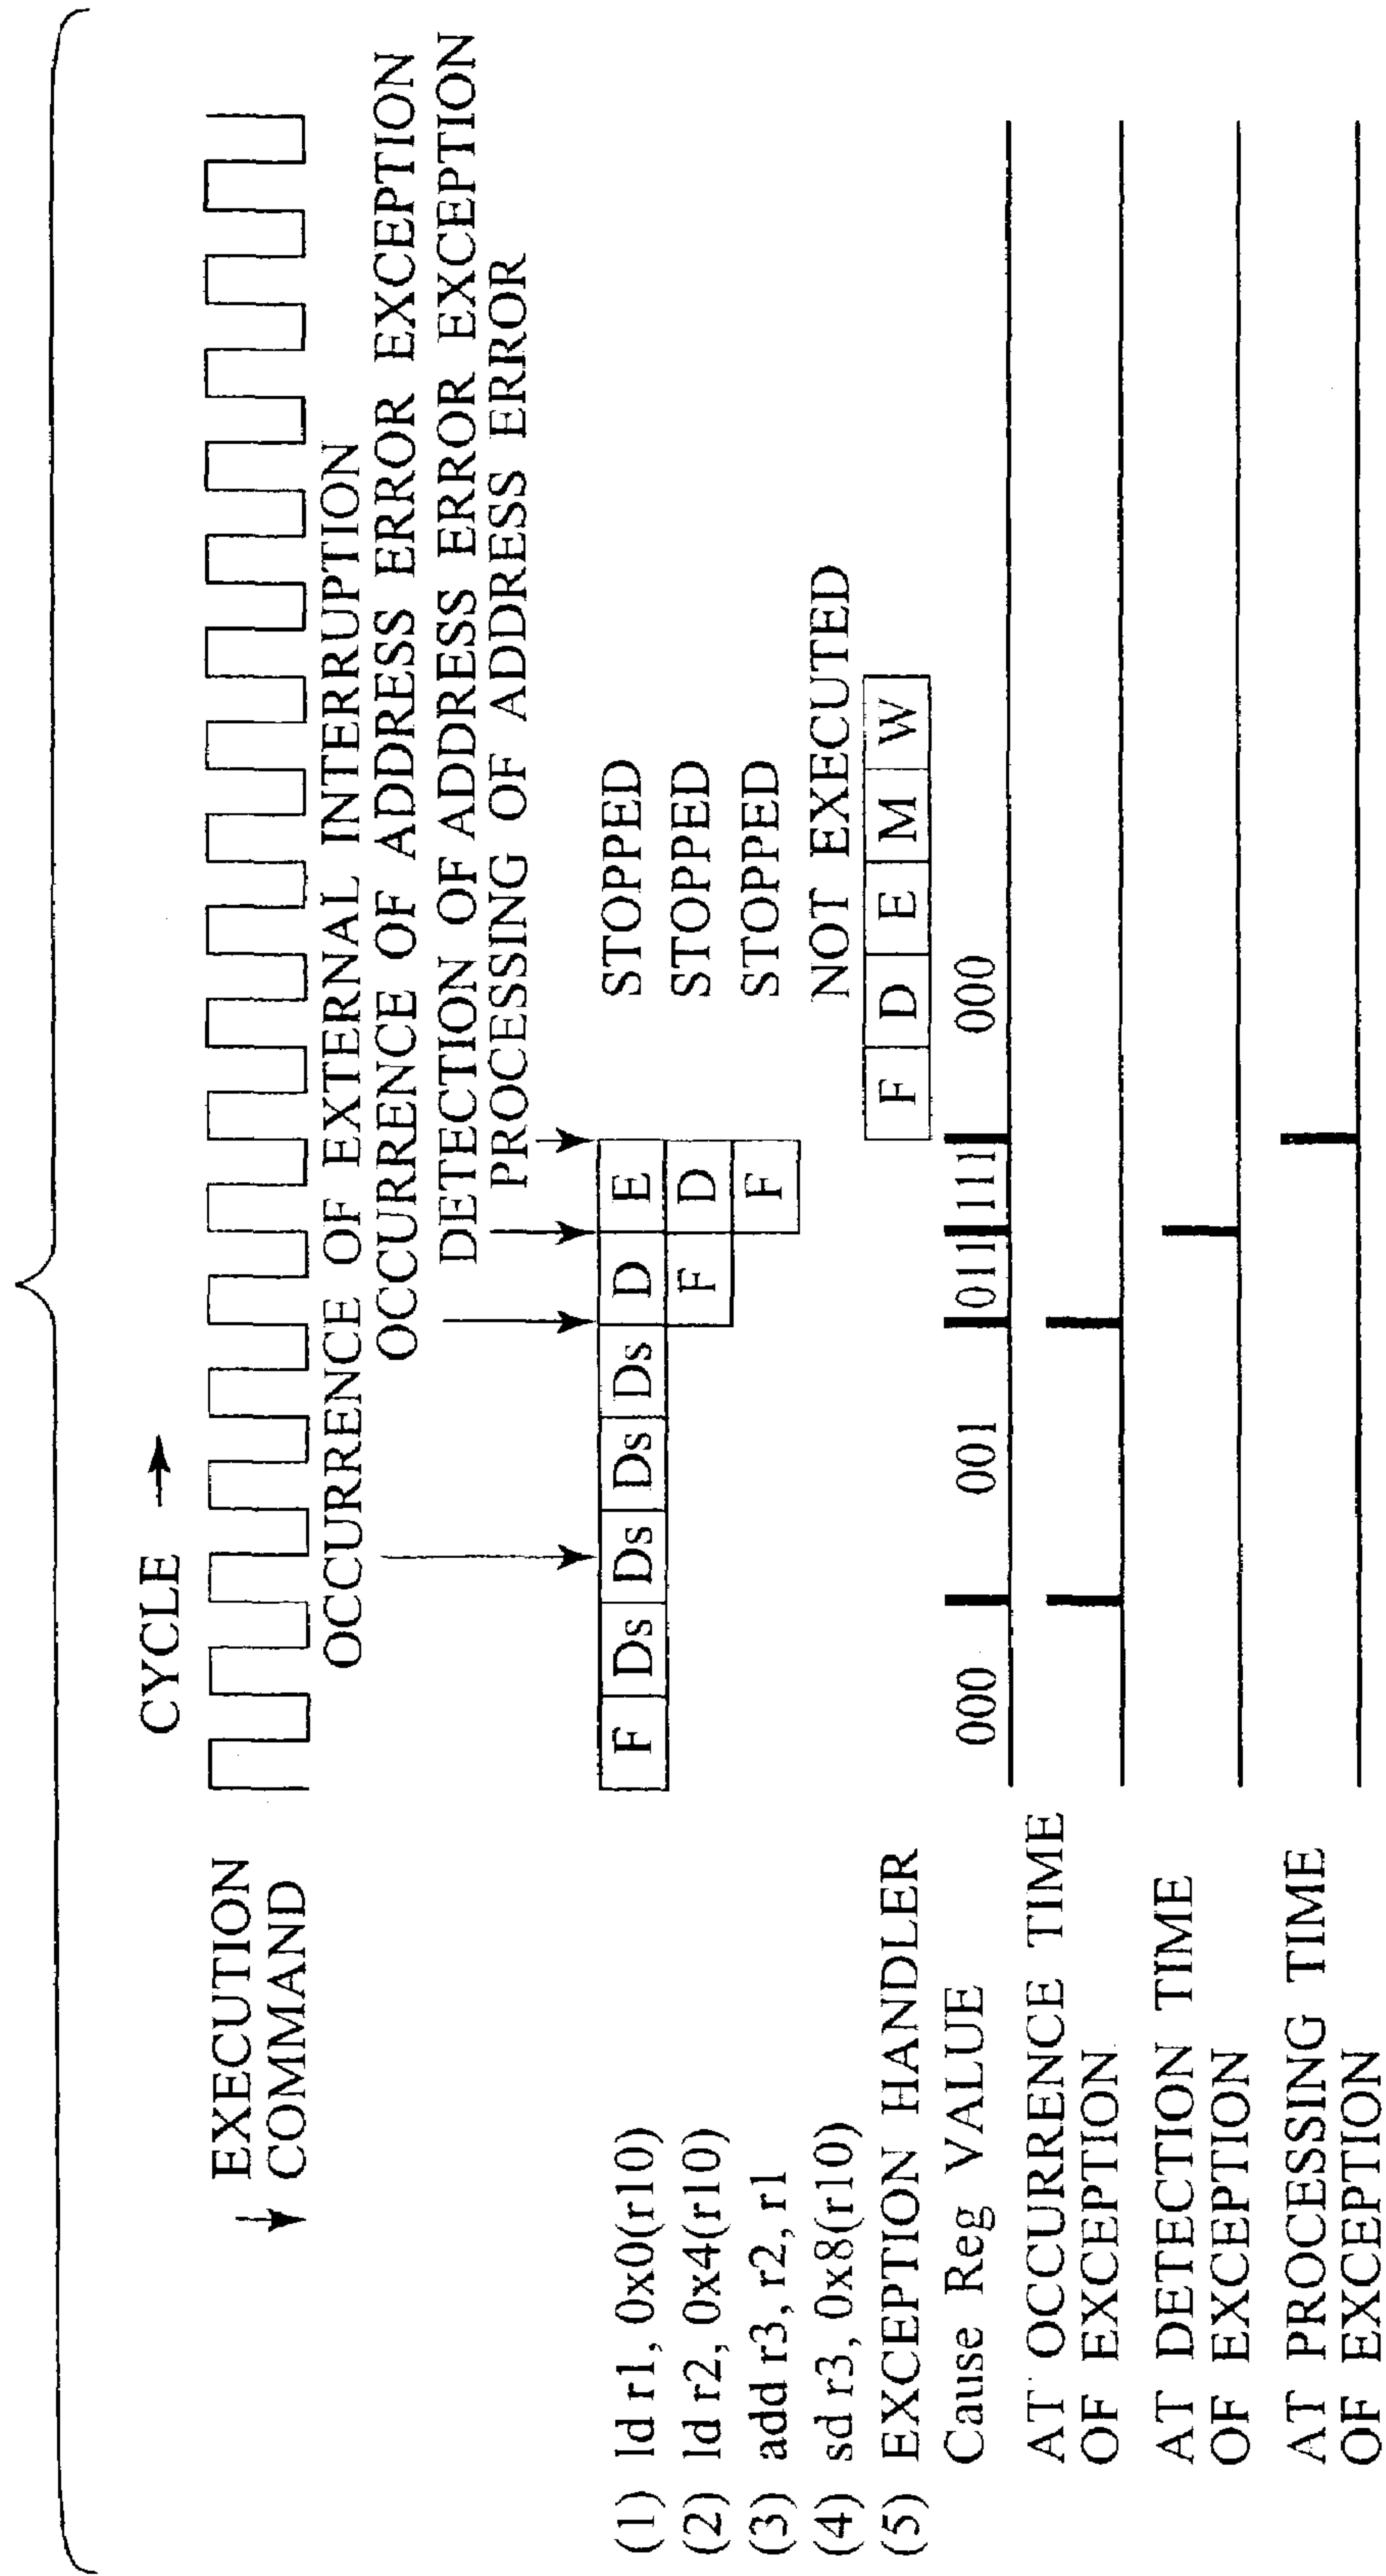 CYCLE →
↓ EXECUTION
COMMAND
OCCURRENCE OF EXTERNAL INTERRUPTION
OCCURRENCE OF ADDRESS ERROR EXCEPTION
DETECTION OF ADDRESS ERROR EXCEPTION
PROCESSING OF ADDRESS ERROR
(1) ld r1, 0x0(r10) F Ds Ds Ds Ds D E STOPPED
(2) ld r2, 0x4(r10) F D STOPPED
(3) add r3, r2, r1 F STOPPED
(4) sd r3, 0x8(r10) NOT EXECUTED
(5) EXCEPTION HANDLER F D E M W
Cause Reg VALUE 000 001 011 111 000
AT OCCURRENCE TIME
OF EXCEPTION
AT DETECTION TIME
OF EXCEPTION
AT PROCESSING TIME
OF EXCEPTION